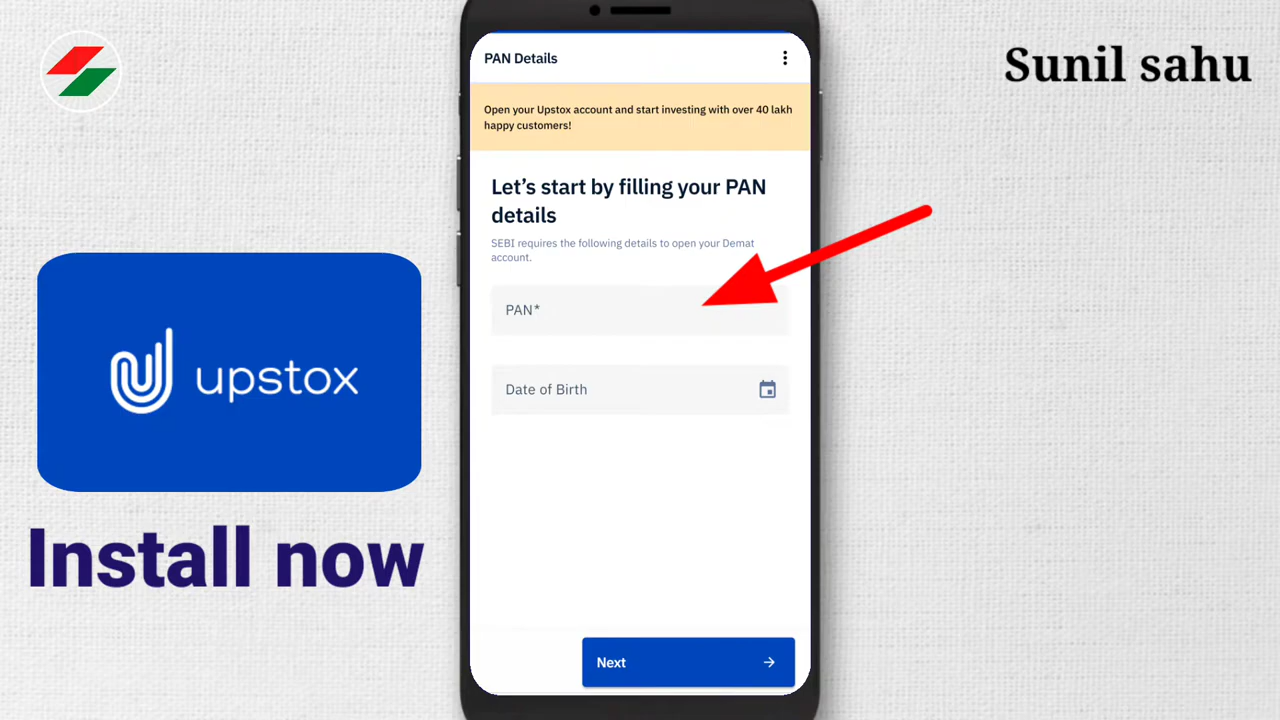 Sunil sahu
PAN Details
Open your Upstox account and start investing with over 40 lakh
happy customers!
Let’s start by filling your PAN
details
SEBI requires the following details to open your Demat
account.
PAN*
Date of Birth
Next
upstox
Install now